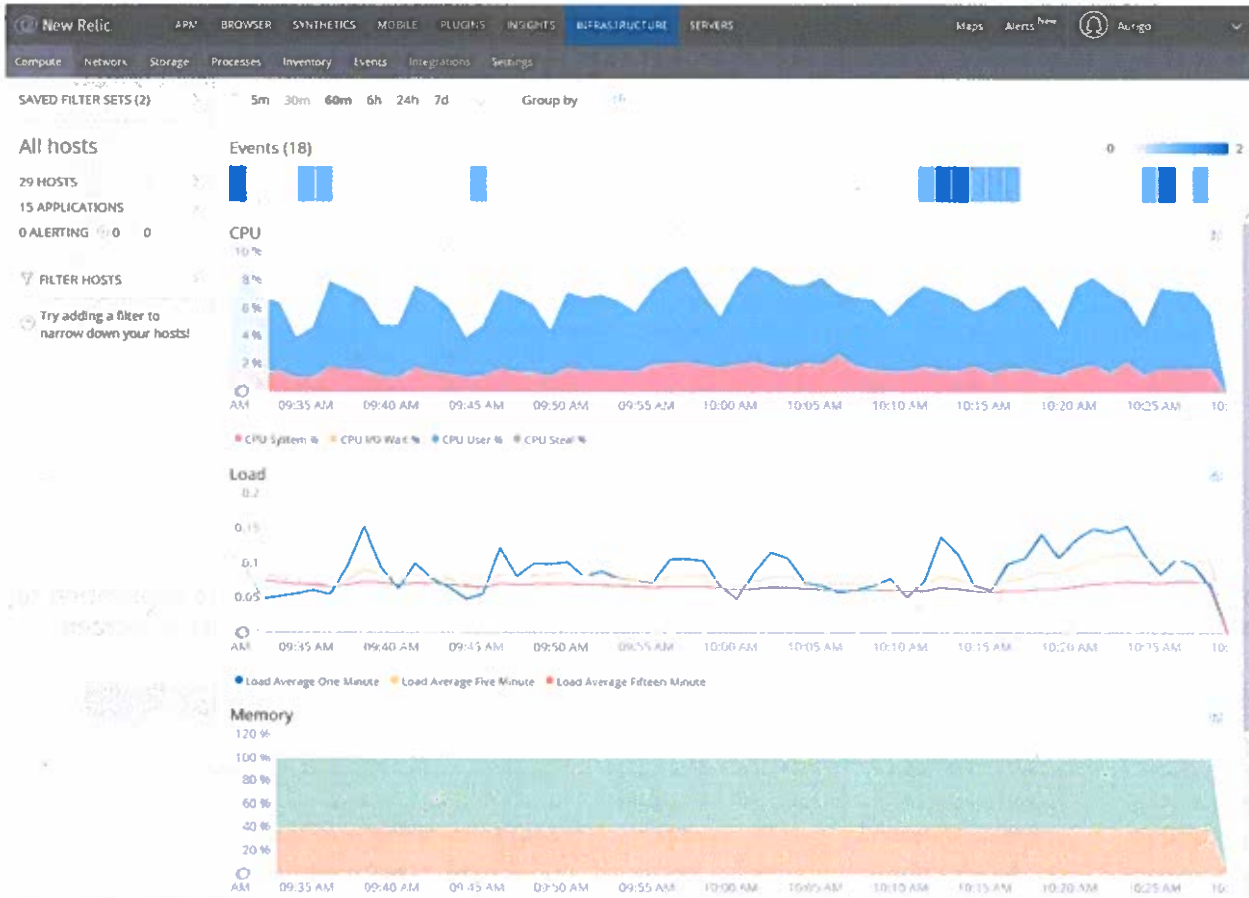 New Relic APM BROWSER SYNTHETICS MOBILE PLUGINS INSIGHTS INFRASTRUCTURE SERVERS Maps Alerts New Autigo
Compute Network Storage Processes Inventory Events Integrations Settings
SAVED FILTER SETS (2) 5m 30m 60m 6h 24h 7d Group by
All hosts
29 HOSTS
15 APPLICATIONS
0 ALERTING 0 0
FILTER HOSTS
Try adding a filter to
narrow down your hosts!
Events (18) 0 2
CPU
10 %
8 %
6 %
4 %
2 %
0
AM 09:35 AM 09:40 AM 09:45 AM 09:50 AM 09:55 AM 10:00 AM 10:05 AM 10:10 AM 10:15 AM 10:20 AM 10:25 AM 10:
CPU System % CPU I/O Wait % CPU User % CPU Steal %
Load
0.2
0.15
0.1
0.05
0
AM 09:35 AM 09:40 AM 09:45 AM 09:50 AM 09:55 AM 10:00 AM 10:05 AM 10:10 AM 10:15 AM 10:20 AM 10:25 AM 10:
Load Average One Minute Load Average Five Minute Load Average Fifteen Minute
Memory
120 %
100 %
80 %
60 %
40 %
20 %
0
AM 09:35 AM 09:40 AM 09:45 AM 09:50 AM 09:55 AM 10:00 AM 10:05 AM 10:10 AM 10:15 AM 10:20 AM 10:25 AM 10: